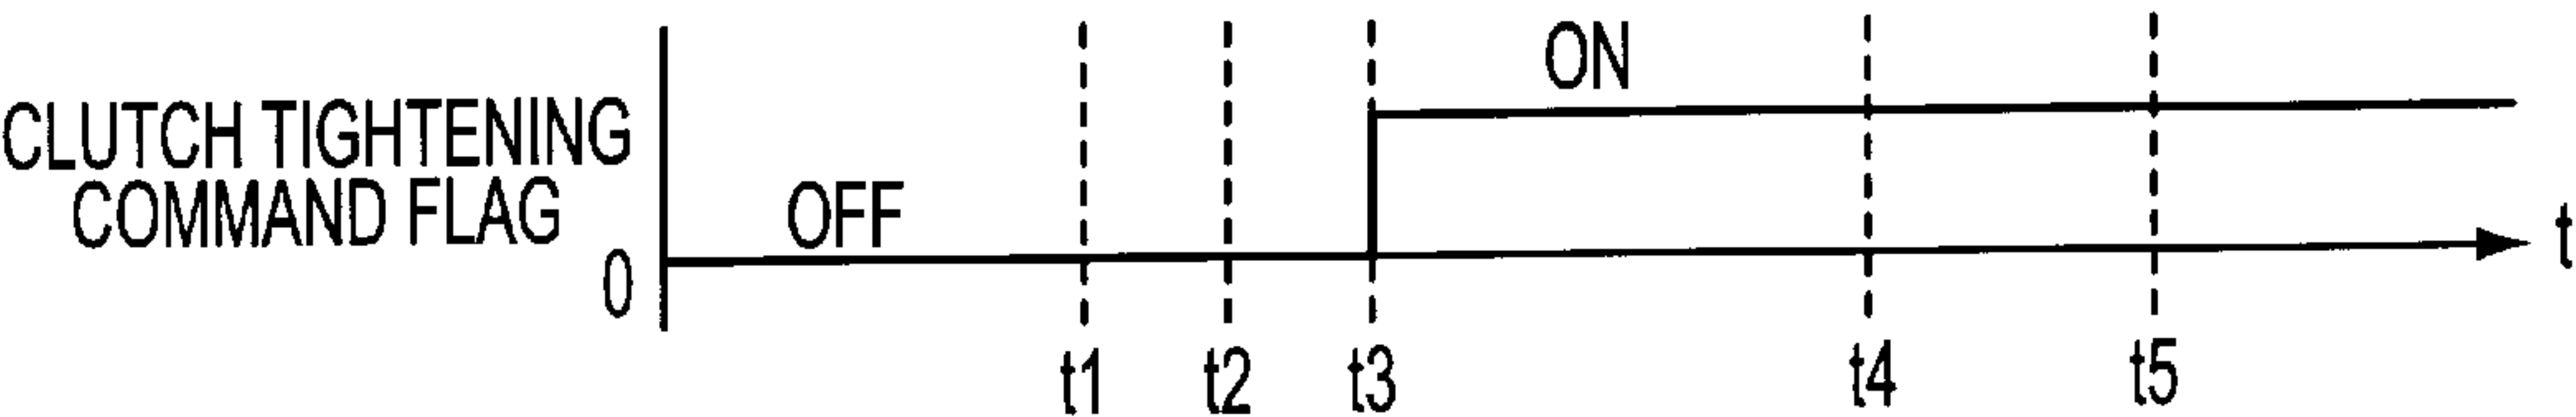 ON
CLUTCH TIGHTENING
COMMAND FLAG
OFF
0
t
t1 t2 t3 t4 t5